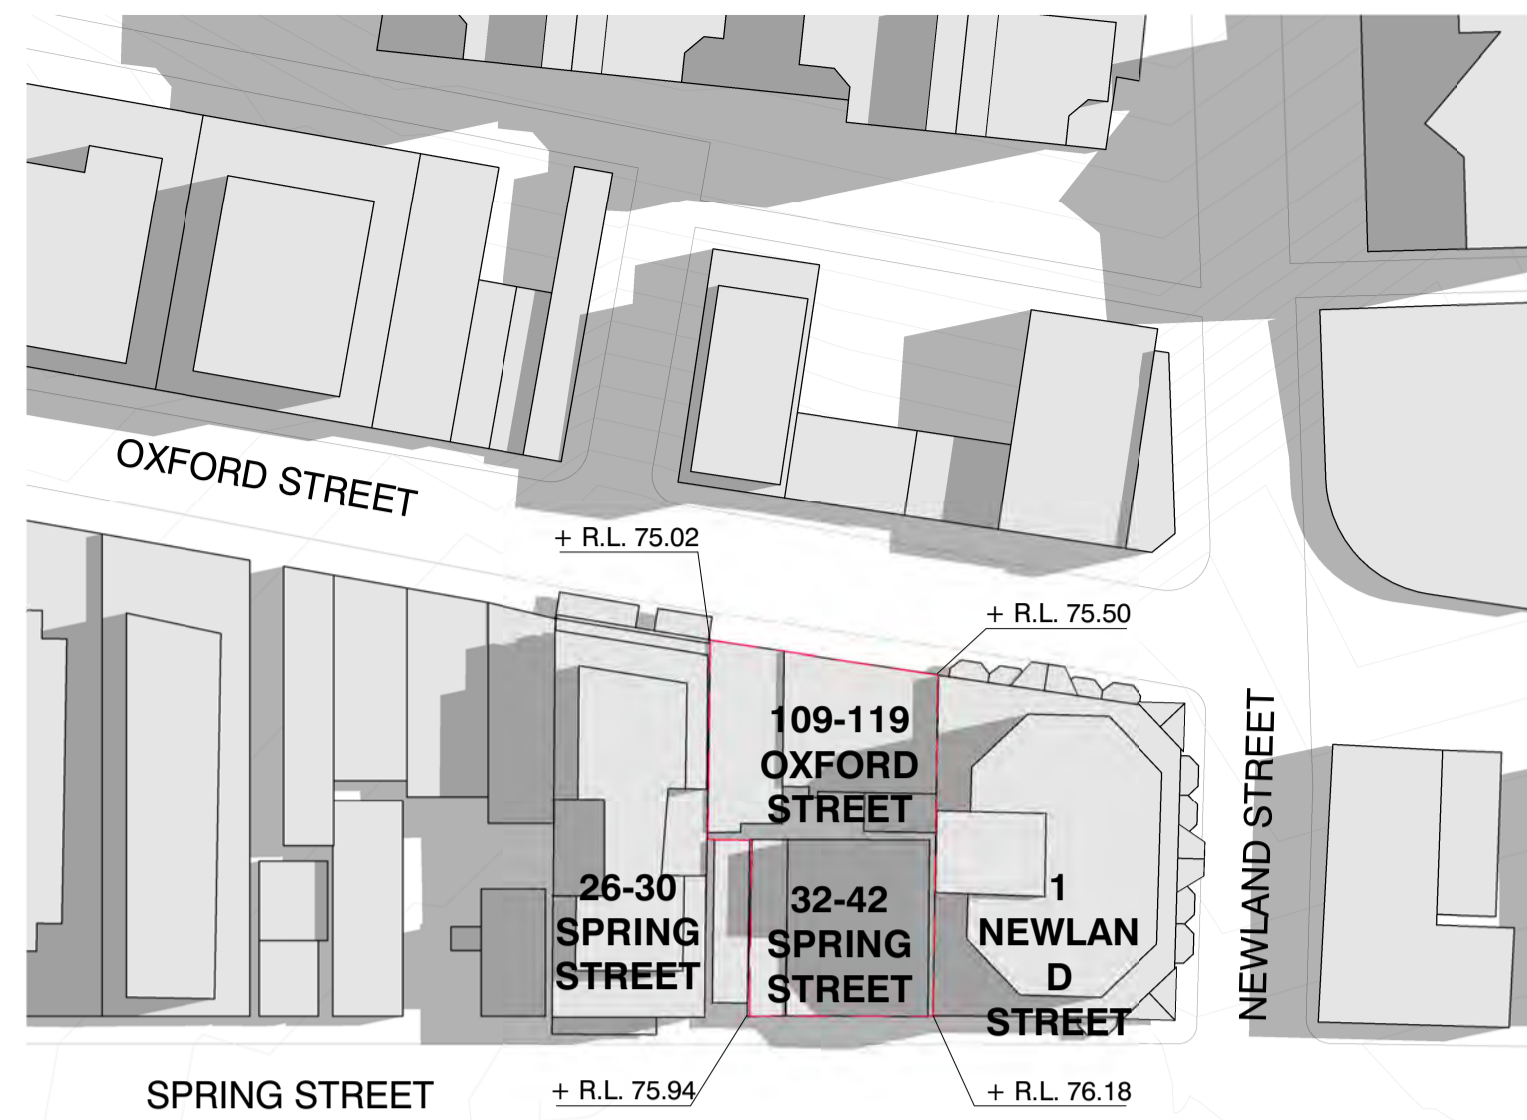 OXFORD STREET
+ R.L. 75.02
+ R.L. 75.50
109-119
OXFORD
STREET
26-30
SPRING
STREET
32-42
SPRING
STREET
1
NEWLAN
D
STREET
NEWLAND STREET
+ R.L. 75.94
+ R.L. 76.18
SPRING STREET